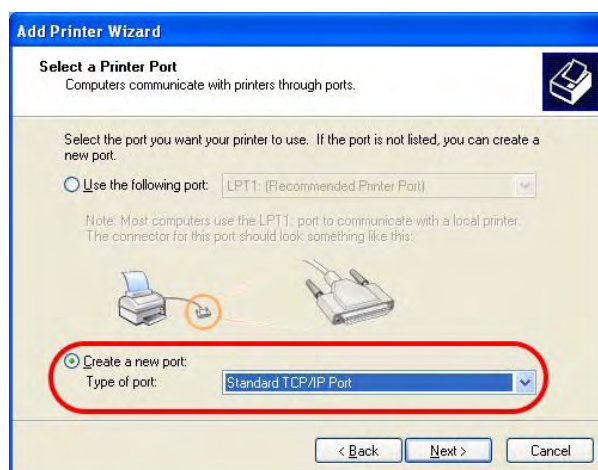 Add Printer Wizard
Select a Printer Port
Computers communicate with printers through ports.
Select the port you want your printer to use. If the port is not listed, you can create a
new port.
Use the following port: LPT1: (Recommended Printer Port)
Note: Most computers use the LPT1: port to communicate with a local printer.
The connector for this port should look something like this:
Create a new port:
Type of port: Standard TCP/IP Port
< Back Next > Cancel